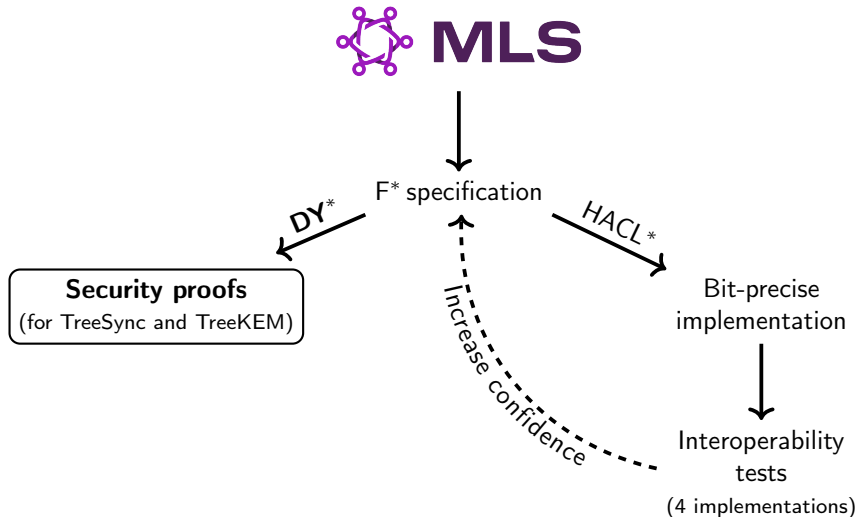 MLS
F* specification
DY*
HACL*
Security proofs
(for TreeSync and TreeKEM)
Bit-precise
implementation
Increase confidence
Interoperability
tests
(4 implementations)